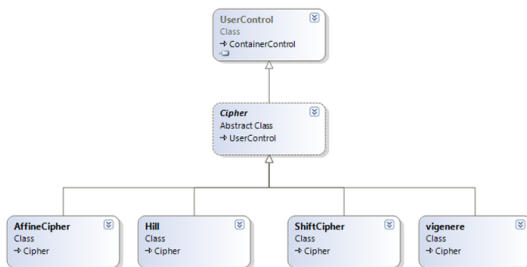 UserControl
Class
ContainerControl
Cipher
Abstract Class
UserControl
AffineCipher
Class
Cipher
Hill
Class
Cipher
ShiftCipher
Class
Cipher
vigenere
Class
Cipher